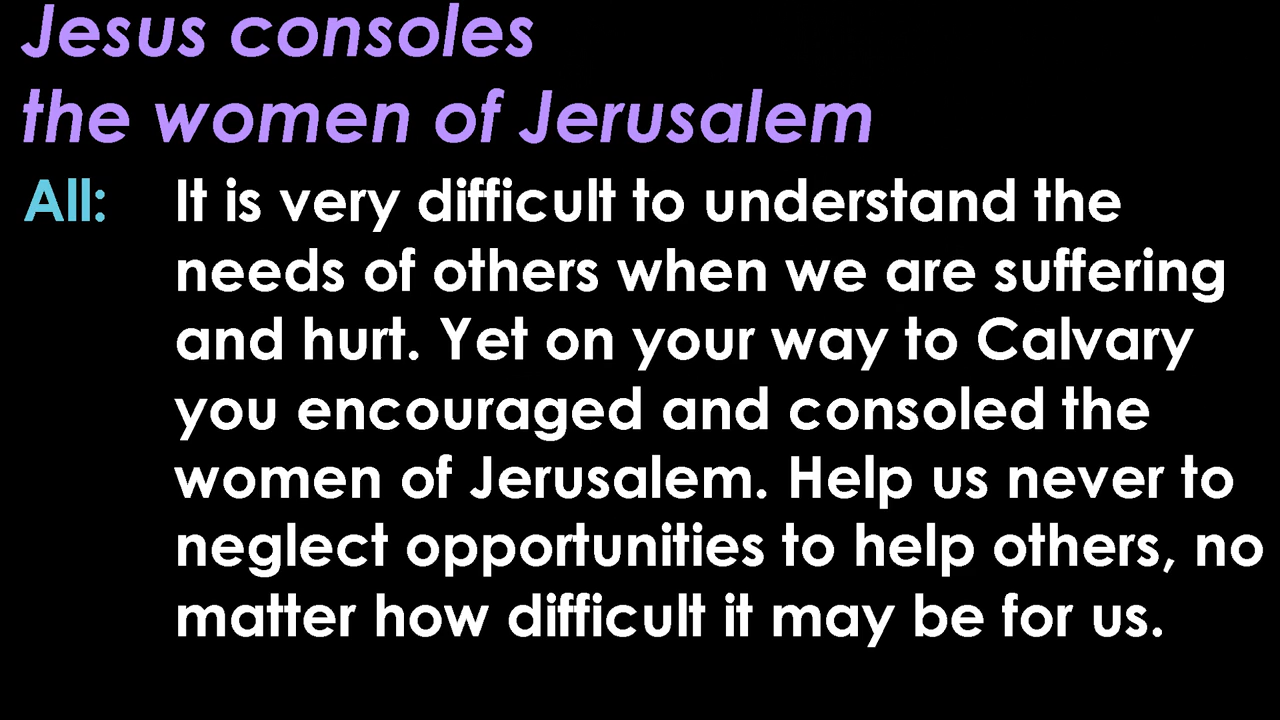 Jesus consoles
the women of Jerusalem
All: It is very difficult to understand the
needs of others when we are suffering
and hurt. Yet on your way to Calvary
you encouraged and consoled the
women of Jerusalem. Help us never to
neglect opportunities to help others, no
matter how difficult it may be for us.